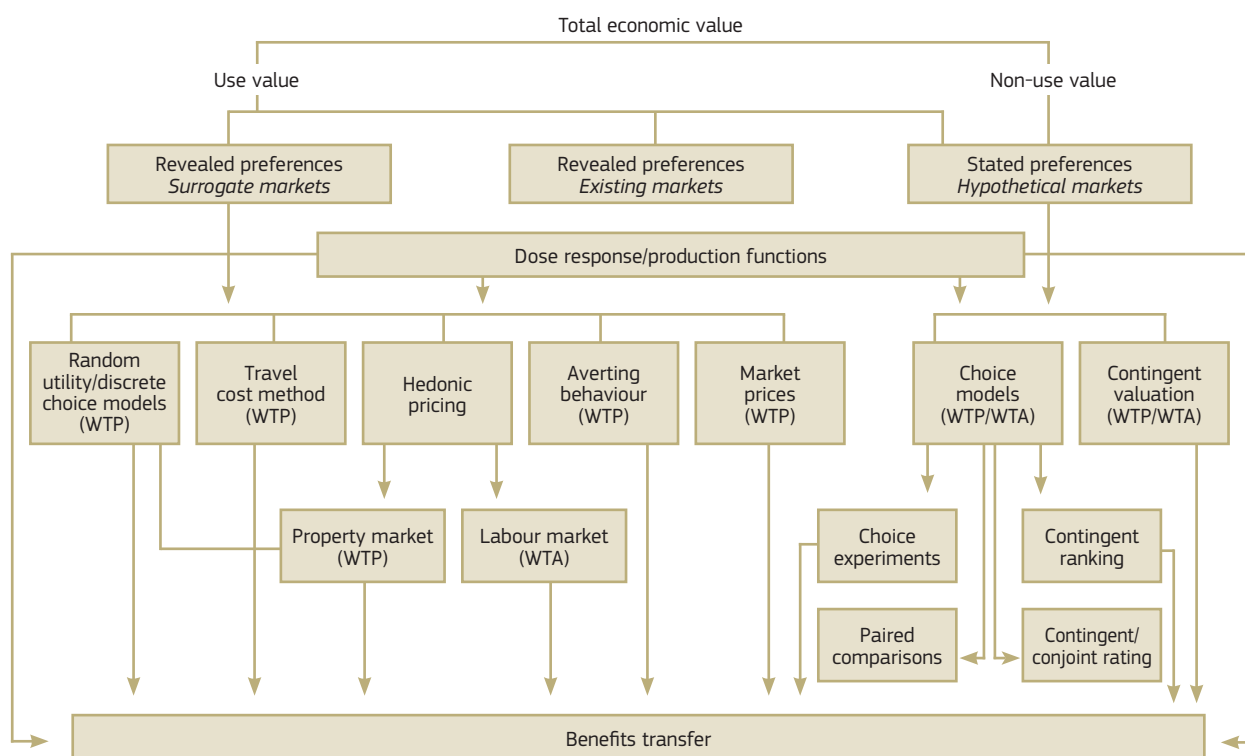 Total economic value
Use value
Non-use value
Revealed preferences
Surrogate markets
Revealed preferences
Existing markets
Stated preferences
Hypothetical markets
Dose response/production functions
Random
utility/discrete
choice models
(WTP)
Travel
cost method
(WTP)
Hedonic
pricing
Averting
behaviour
(WTP)
Market
prices
(WTP)
Choice
models
(WTP/WTA)
Contingent
valuation
(WTP/WTA)
Property market
(WTP)
Labour market
(WTA)
Choice
experiments
Contingent
ranking
Paired
comparisons
Contingent/
conjoint rating
Benefits transfer